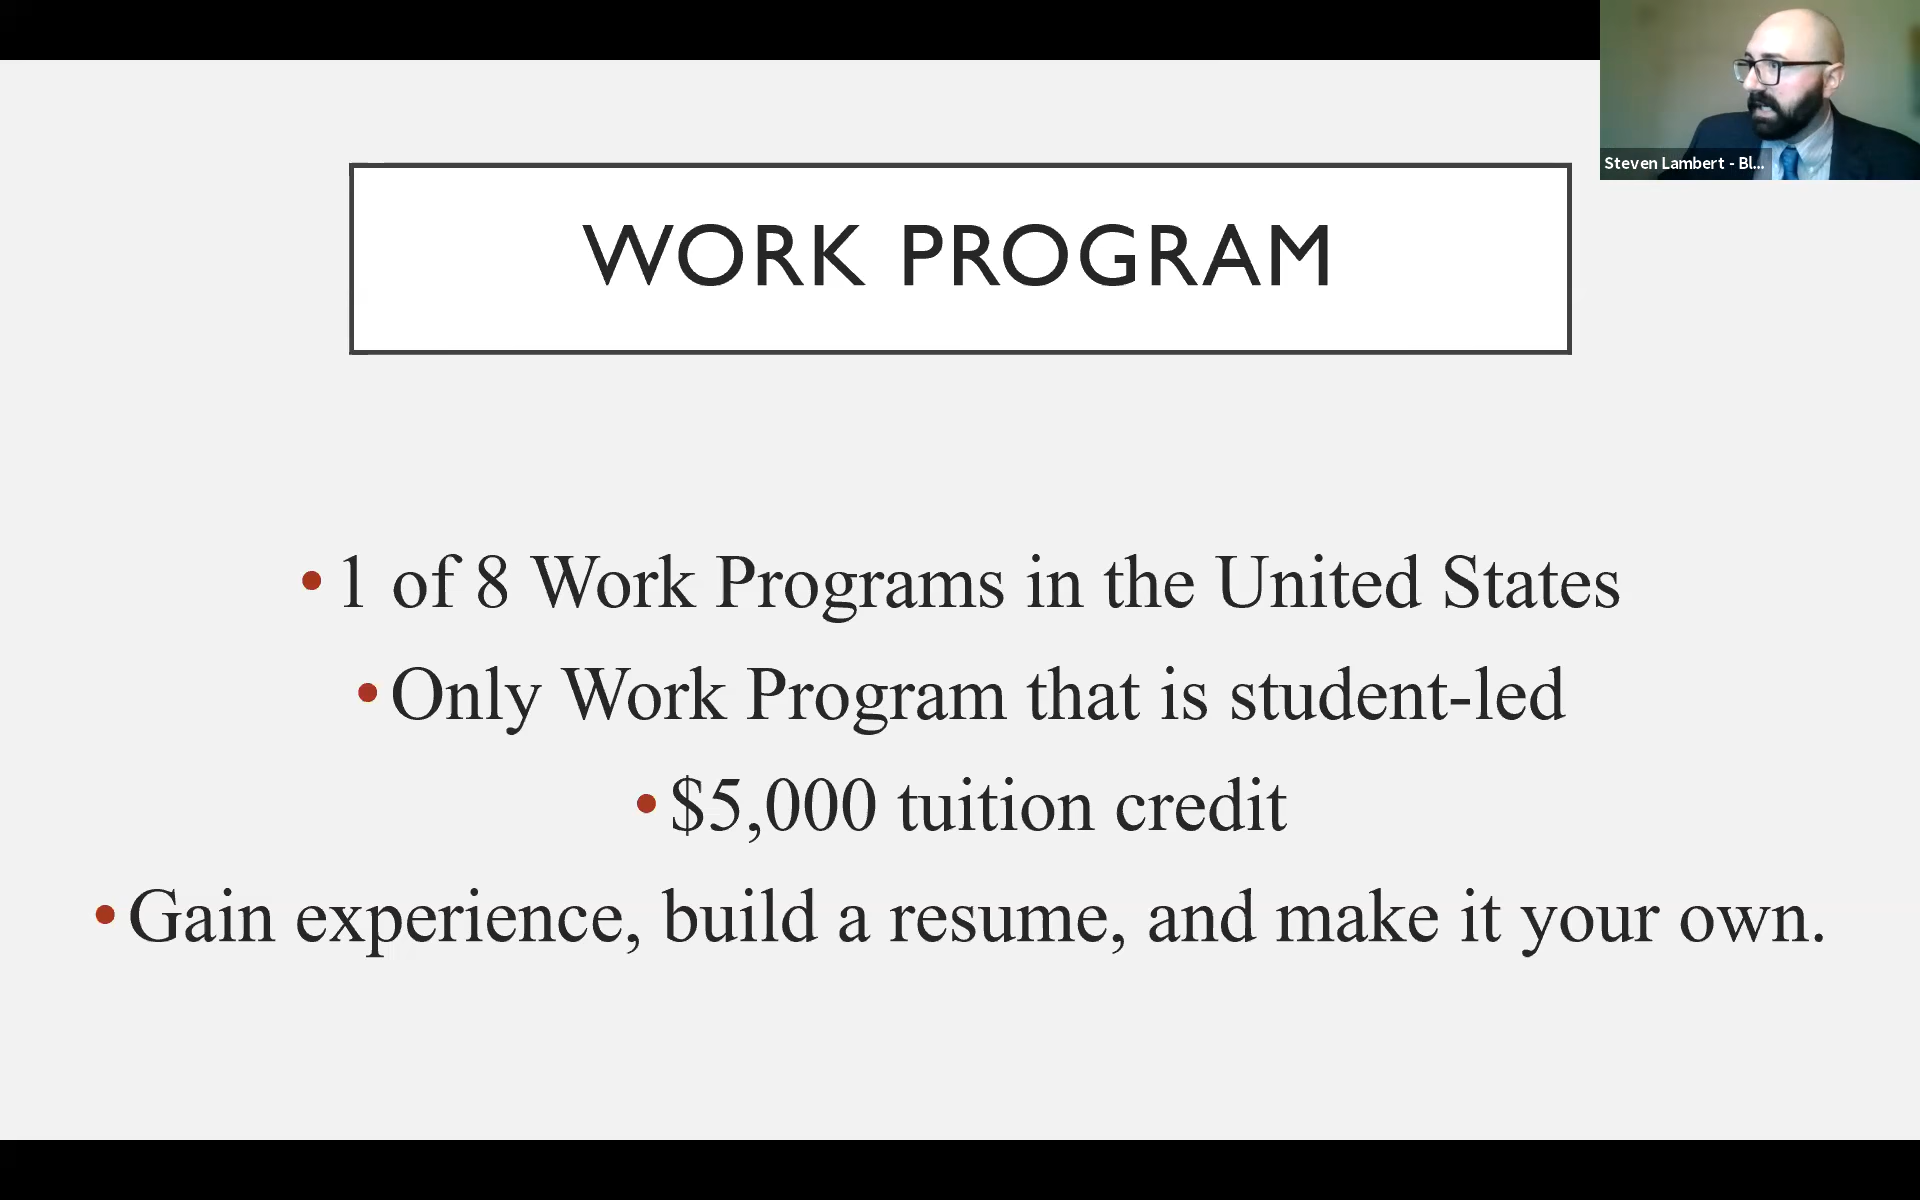 Steven Lambert - Bl...
WORK PROGRAM
• 1 of 8 Work Programs in the United States
• Only Work Program that is student-led
• $5,000 tuition credit
• Gain experience, build a resume, and make it your own.